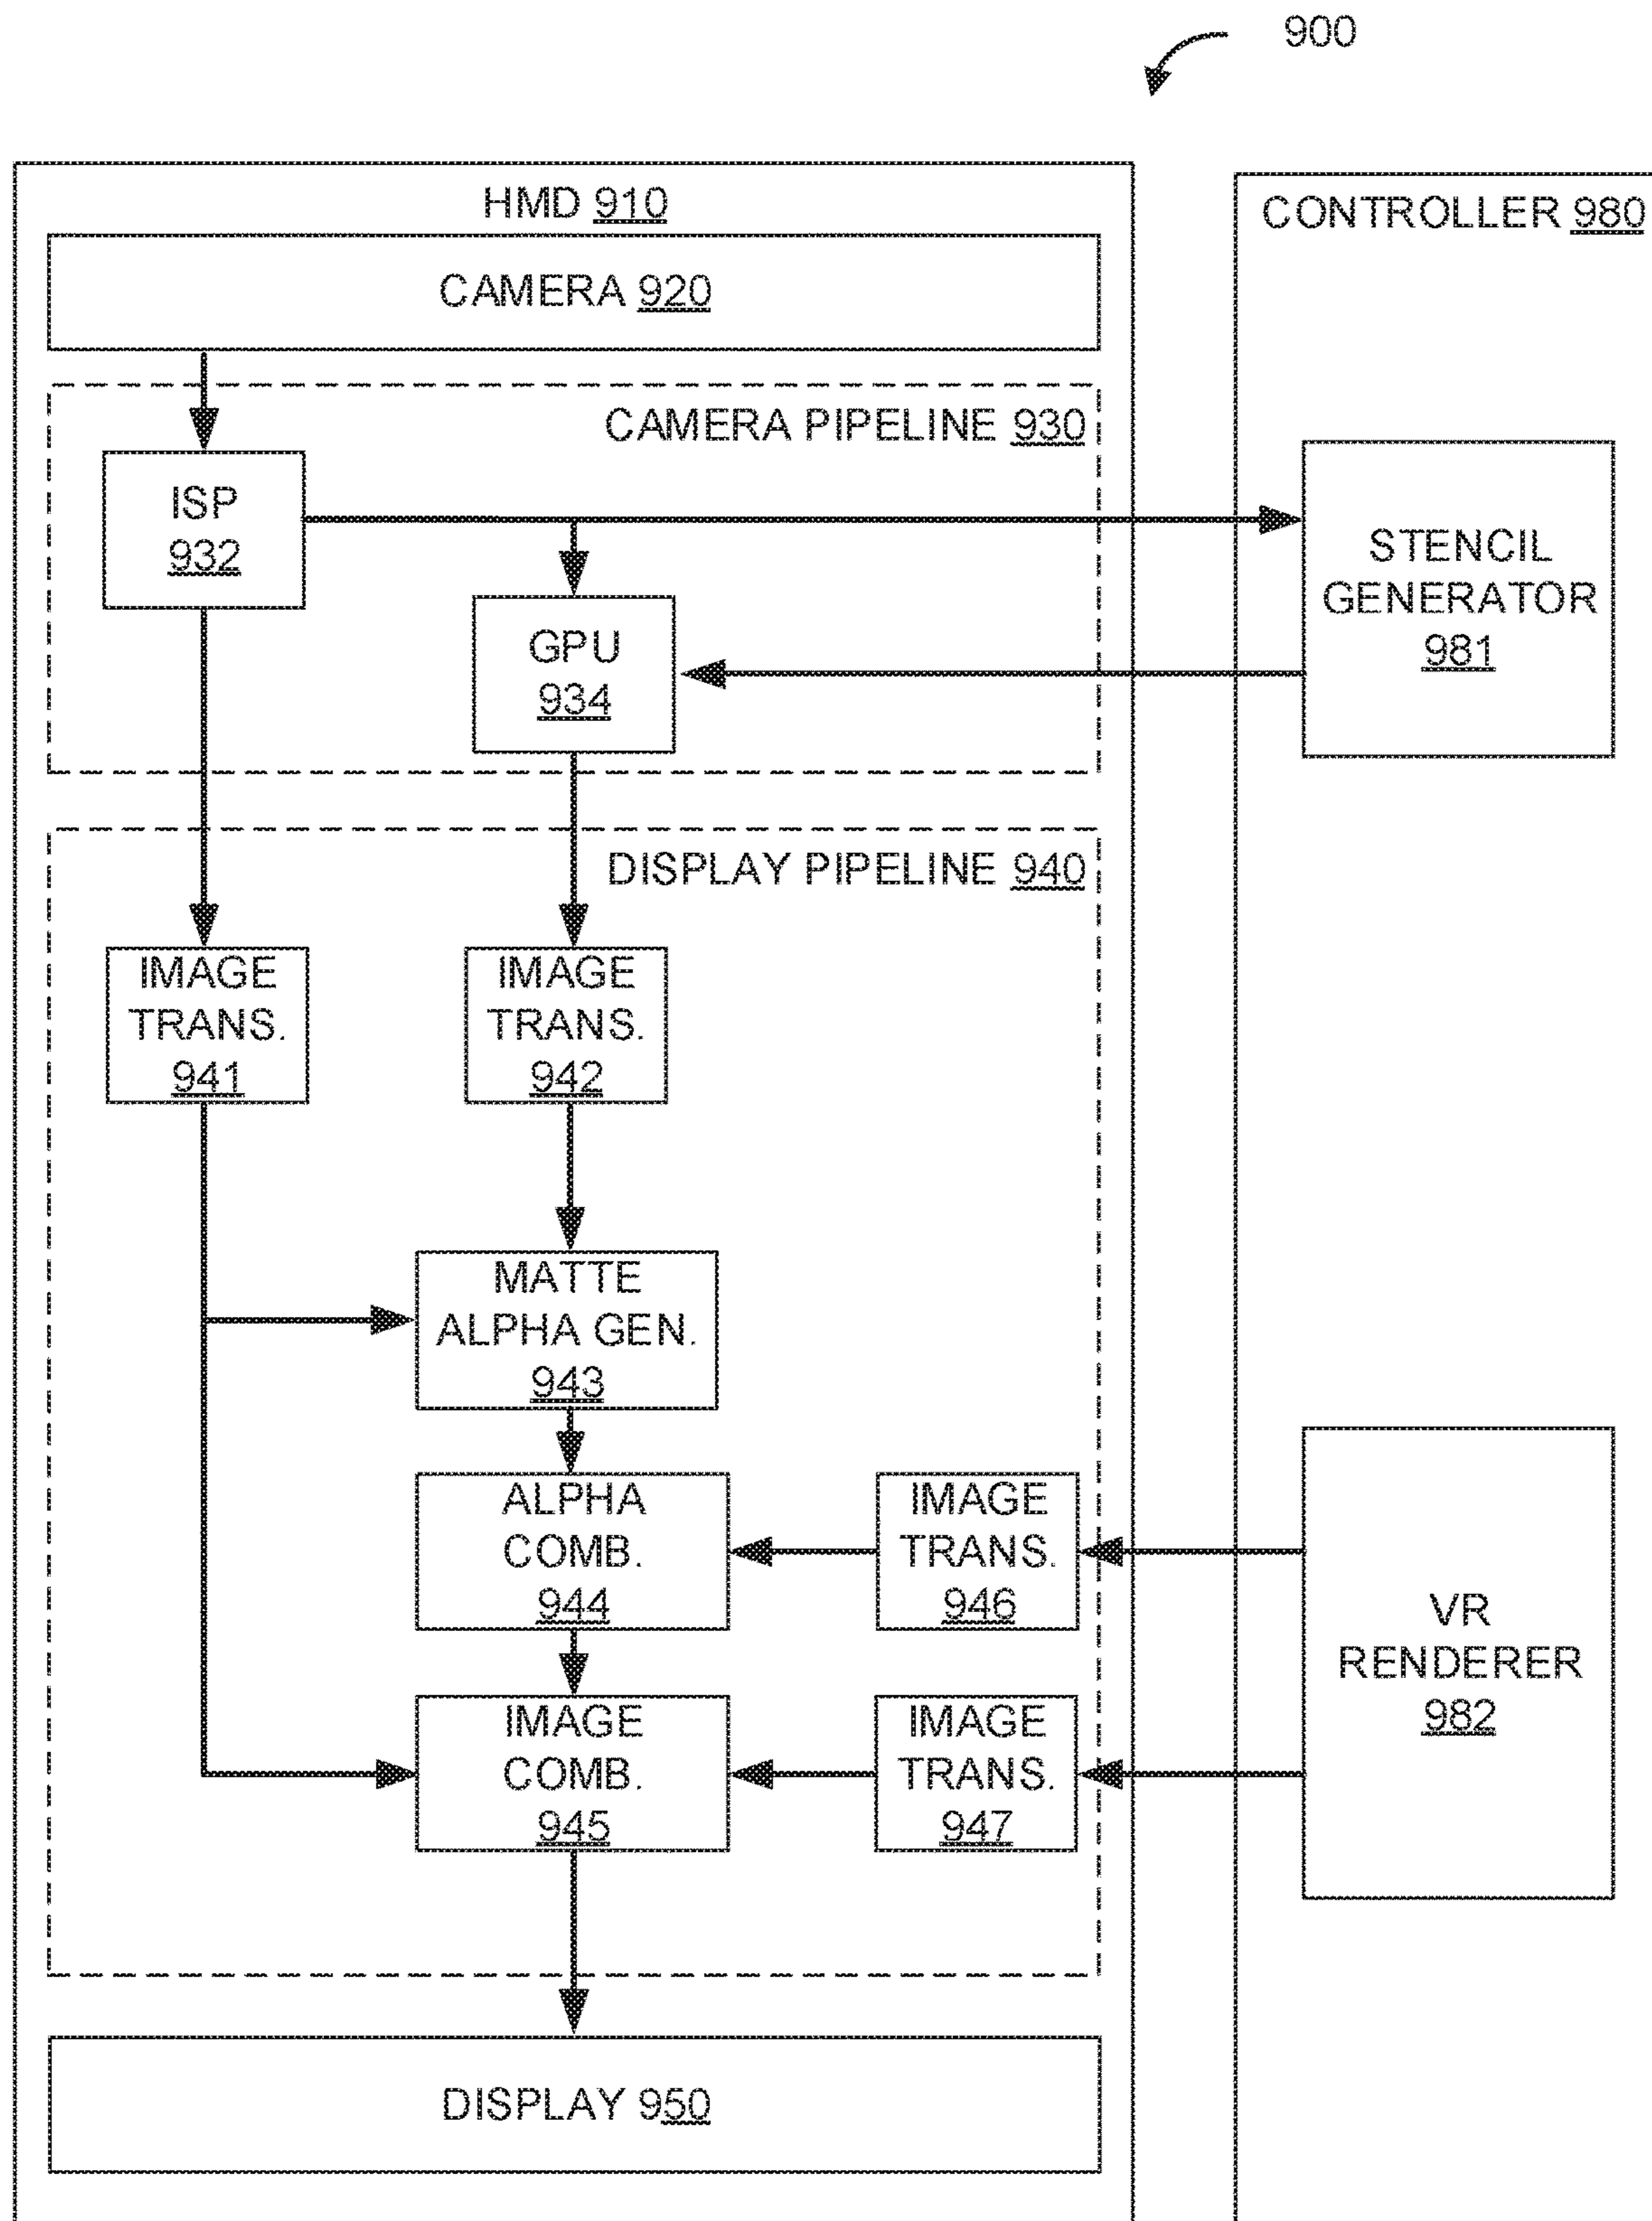 900
HMD 910
CONTROLLER 980
CAMERA 920
CAMERA PIPELINE 930
ISP
932
STENCIL
GENERATOR
981
GPU
934
DISPLAY PIPELINE 940
IMAGE
TRANS.
941
IMAGE
TRANS.
942
MATTE
ALPHA GEN.
943
ALPHA
COMB.
944
IMAGE
TRANS.
946
VR
RENDERER
982
IMAGE
COMB.
945
IMAGE
TRANS.
947
DISPLAY 950